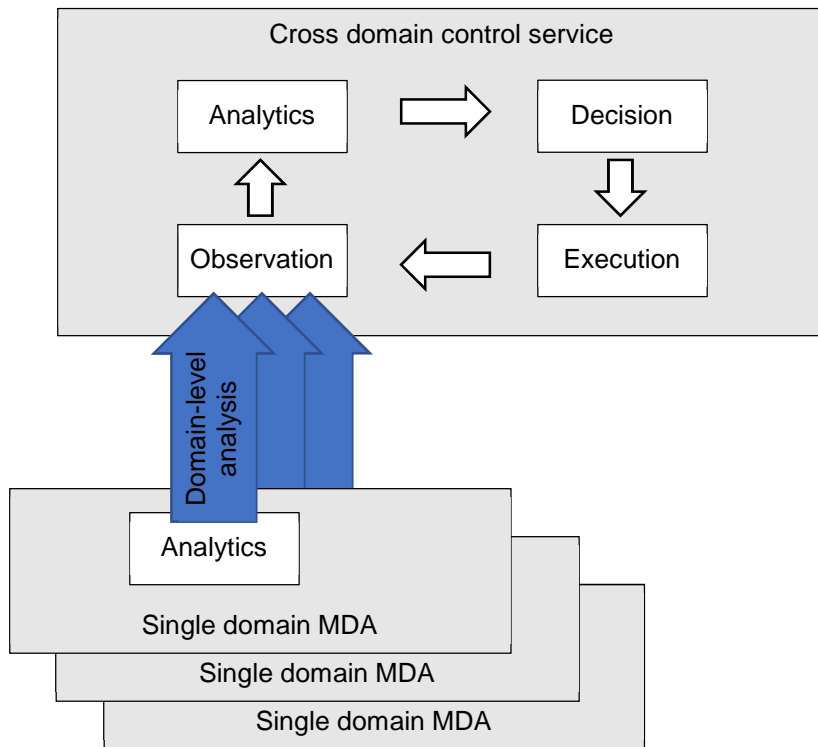 Cross domain control service
Analytics
Decision
Observation
Execution
Domain-level
analysis
Analytics
Single domain MDA
Single domain MDA
Single domain MDA